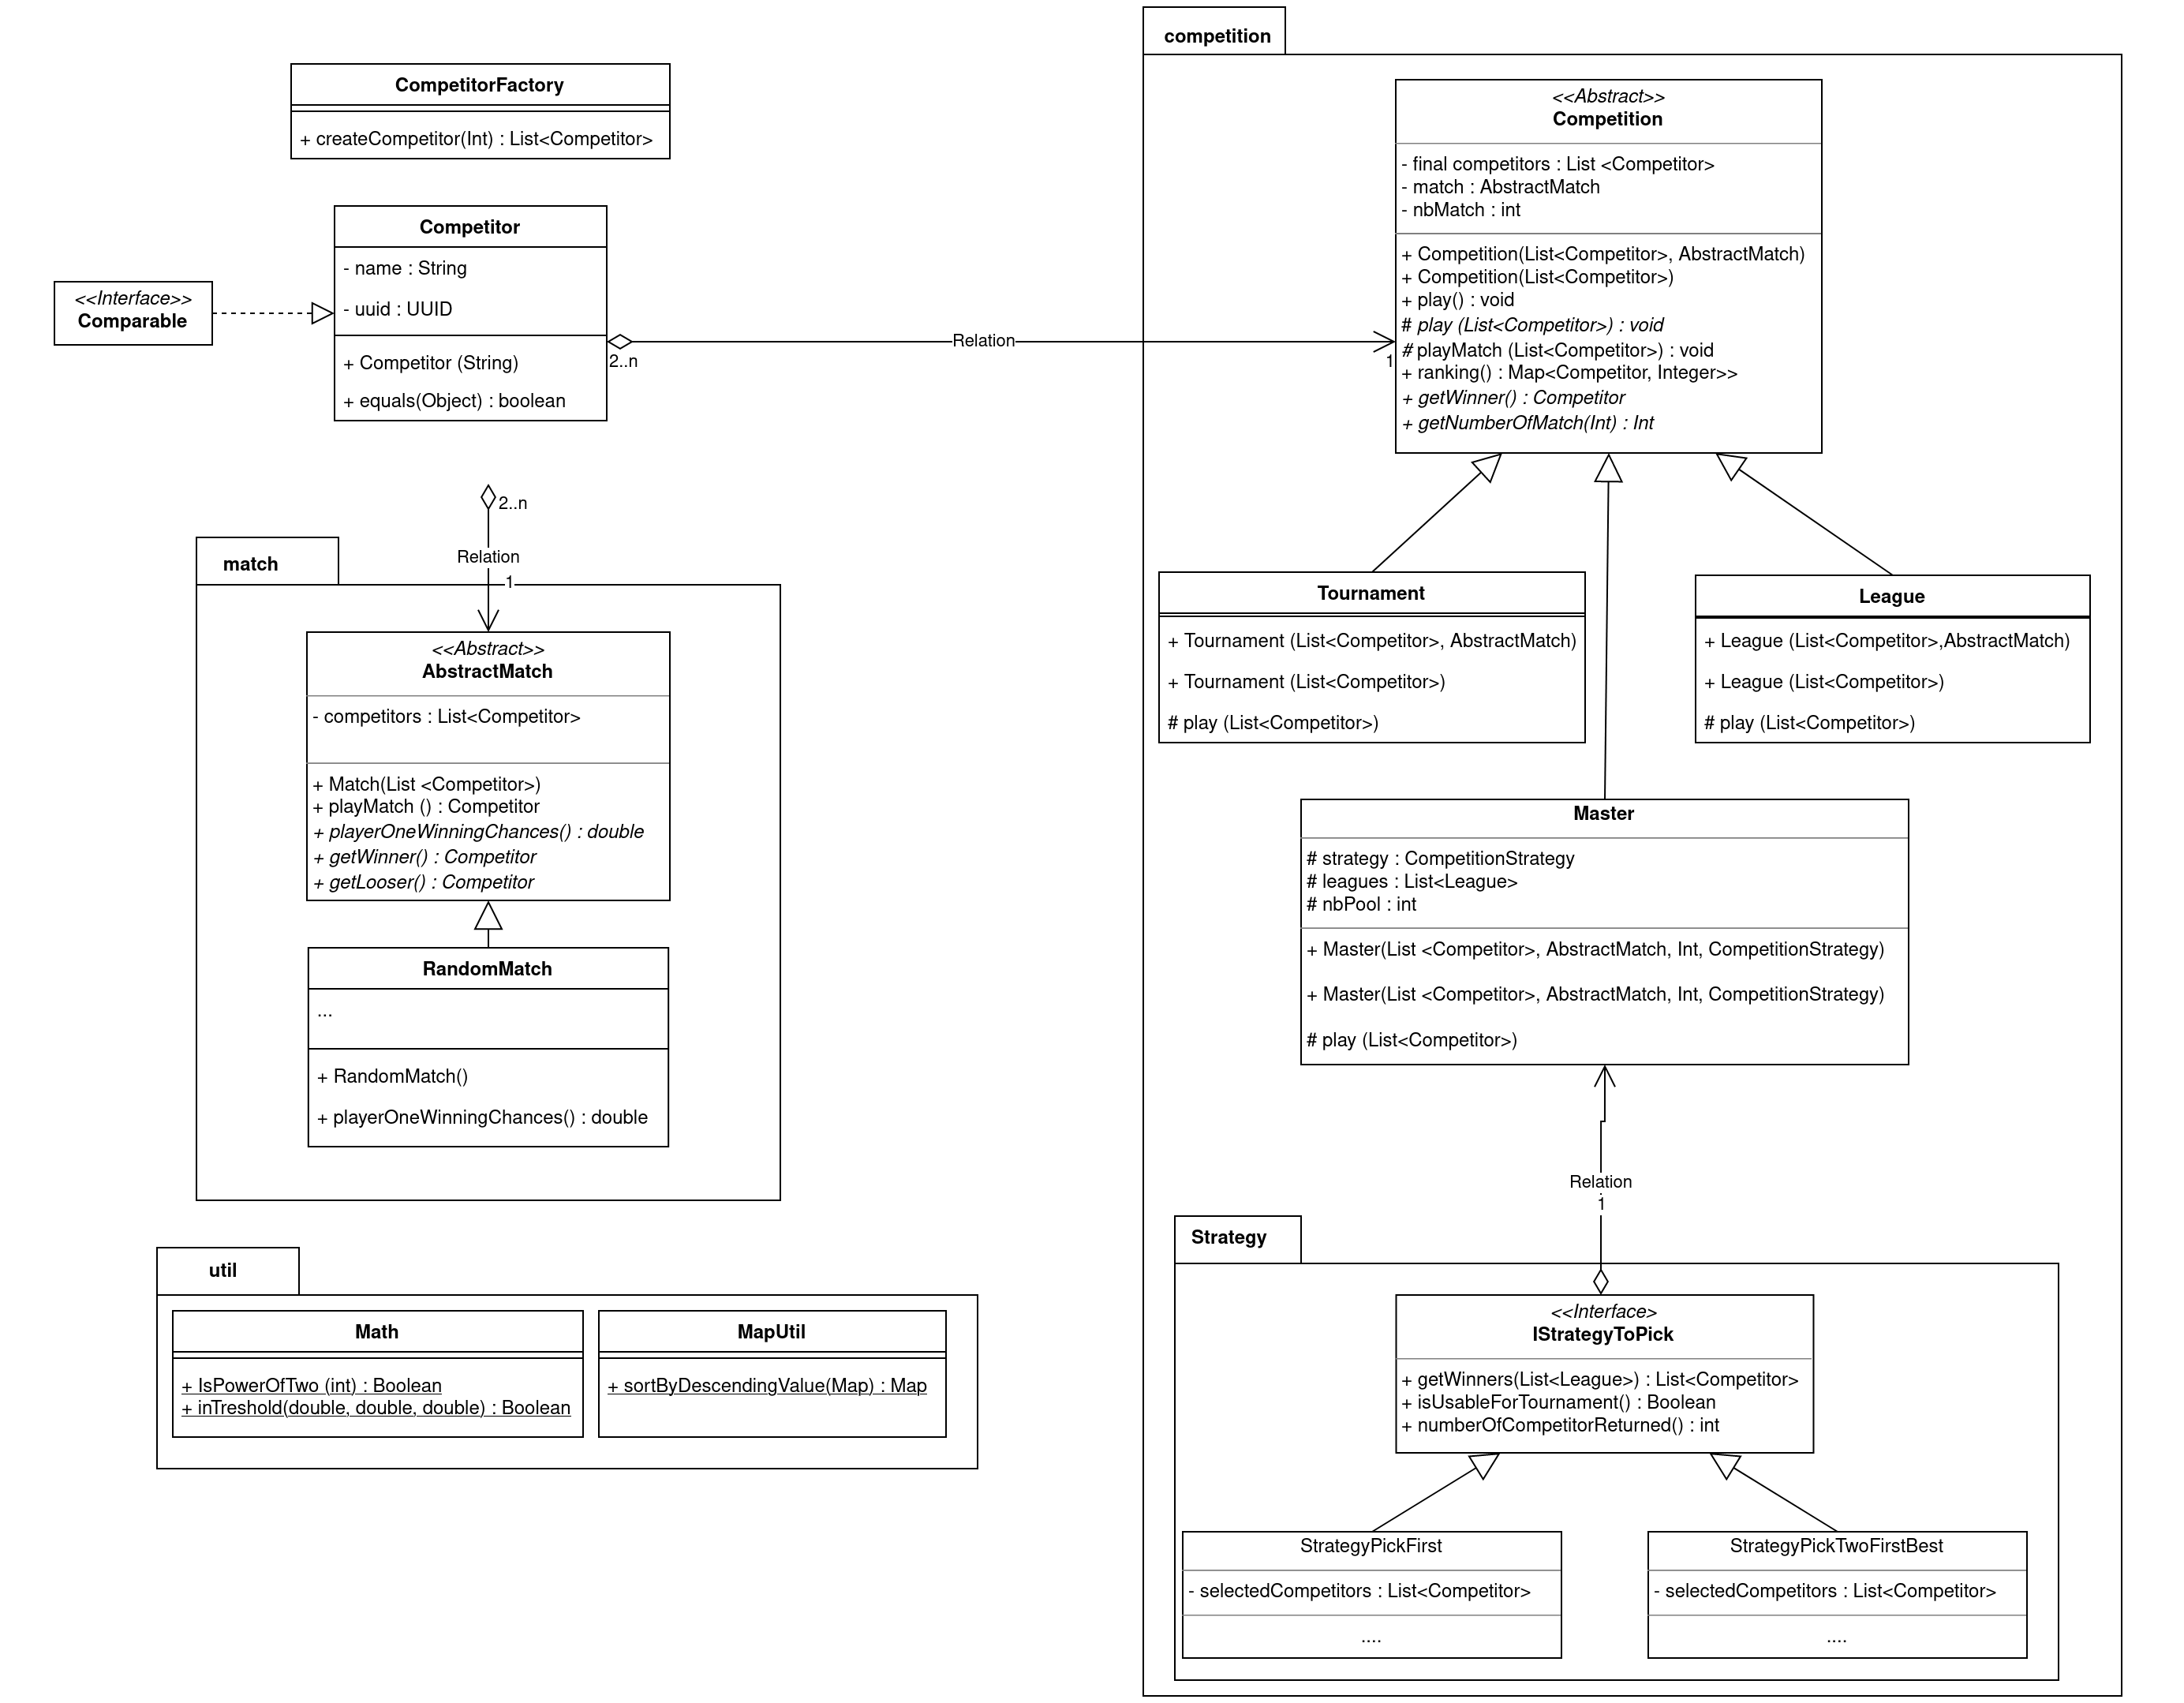 CompetitorFactory
+ createCompetitor(Int) : List<Competitor>
Competitor
- name : String
- uuid : UUID
+ Competitor (String)
+ equals(Object) : boolean
<<Interface>>
Comparable
2..n
Relation
1
2..n
Relation
1
match
<<Abstract>>
AbstractMatch
- competitors : List<Competitor>
+ Match(List <Competitor>)
+ playMatch () : Competitor
+ playerOneWinningChances() : double
+ getWinner() : Competitor
+ getLooser() : Competitor
RandomMatch
...
+ RandomMatch()
+ playerOneWinningChances() : double
util
Math
+ IsPowerOfTwo (int) : Boolean
+ inTreshold(double, double, double) : Boolean
MapUtil
+ sortByDescendingValue(Map) : Map
competition
<<Abstract>>
Competition
- final competitors : List <Competitor>
- match : AbstractMatch
- nbMatch : int
+ Competition(List<Competitor>, AbstractMatch)
+ Competition(List<Competitor>)
+ play() : void
# play (List<Competitor>) : void
# playMatch (List<Competitor>) : void
+ ranking() : Map<Competitor, Integer>>
+ getWinner() : Competitor
+ getNumberOfMatch(Int) : Int
Tournament
+ Tournament (List<Competitor>, AbstractMatch)
+ Tournament (List<Competitor>)
# play (List<Competitor>)
League
+ League (List<Competitor>,AbstractMatch)
+ League (List<Competitor>)
# play (List<Competitor>)
Master
# strategy : CompetitionStrategy
# leagues : List<League>
# nbPool : int
+ Master(List <Competitor>, AbstractMatch, Int, CompetitionStrategy)
+ Master(List <Competitor>, AbstractMatch, Int, CompetitionStrategy)
# play (List<Competitor>)
Relation
1
Strategy
<<Interface>
IStrategyToPick
+ getWinners(List<League>) : List<Competitor>
+ isUsableForTournament() : Boolean
+ numberOfCompetitorReturned() : int
StrategyPickFirst
- selectedCompetitors : List<Competitor>
....
StrategyPickTwoFirstBest
- selectedCompetitors : List<Competitor>
....